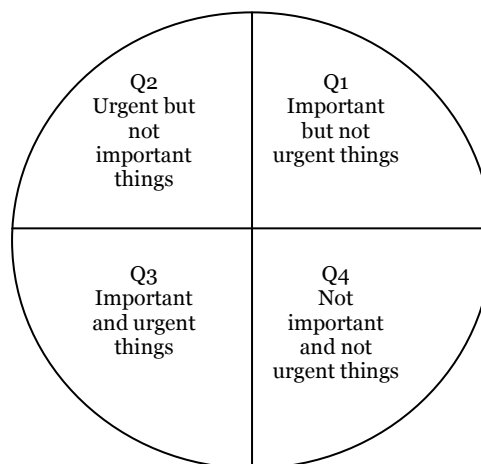 Q2
Urgent but
not
important
things
Q1
Important
but not
urgent things
Q3
Important
and urgent
things
Q4
Not
important
and not
urgent things